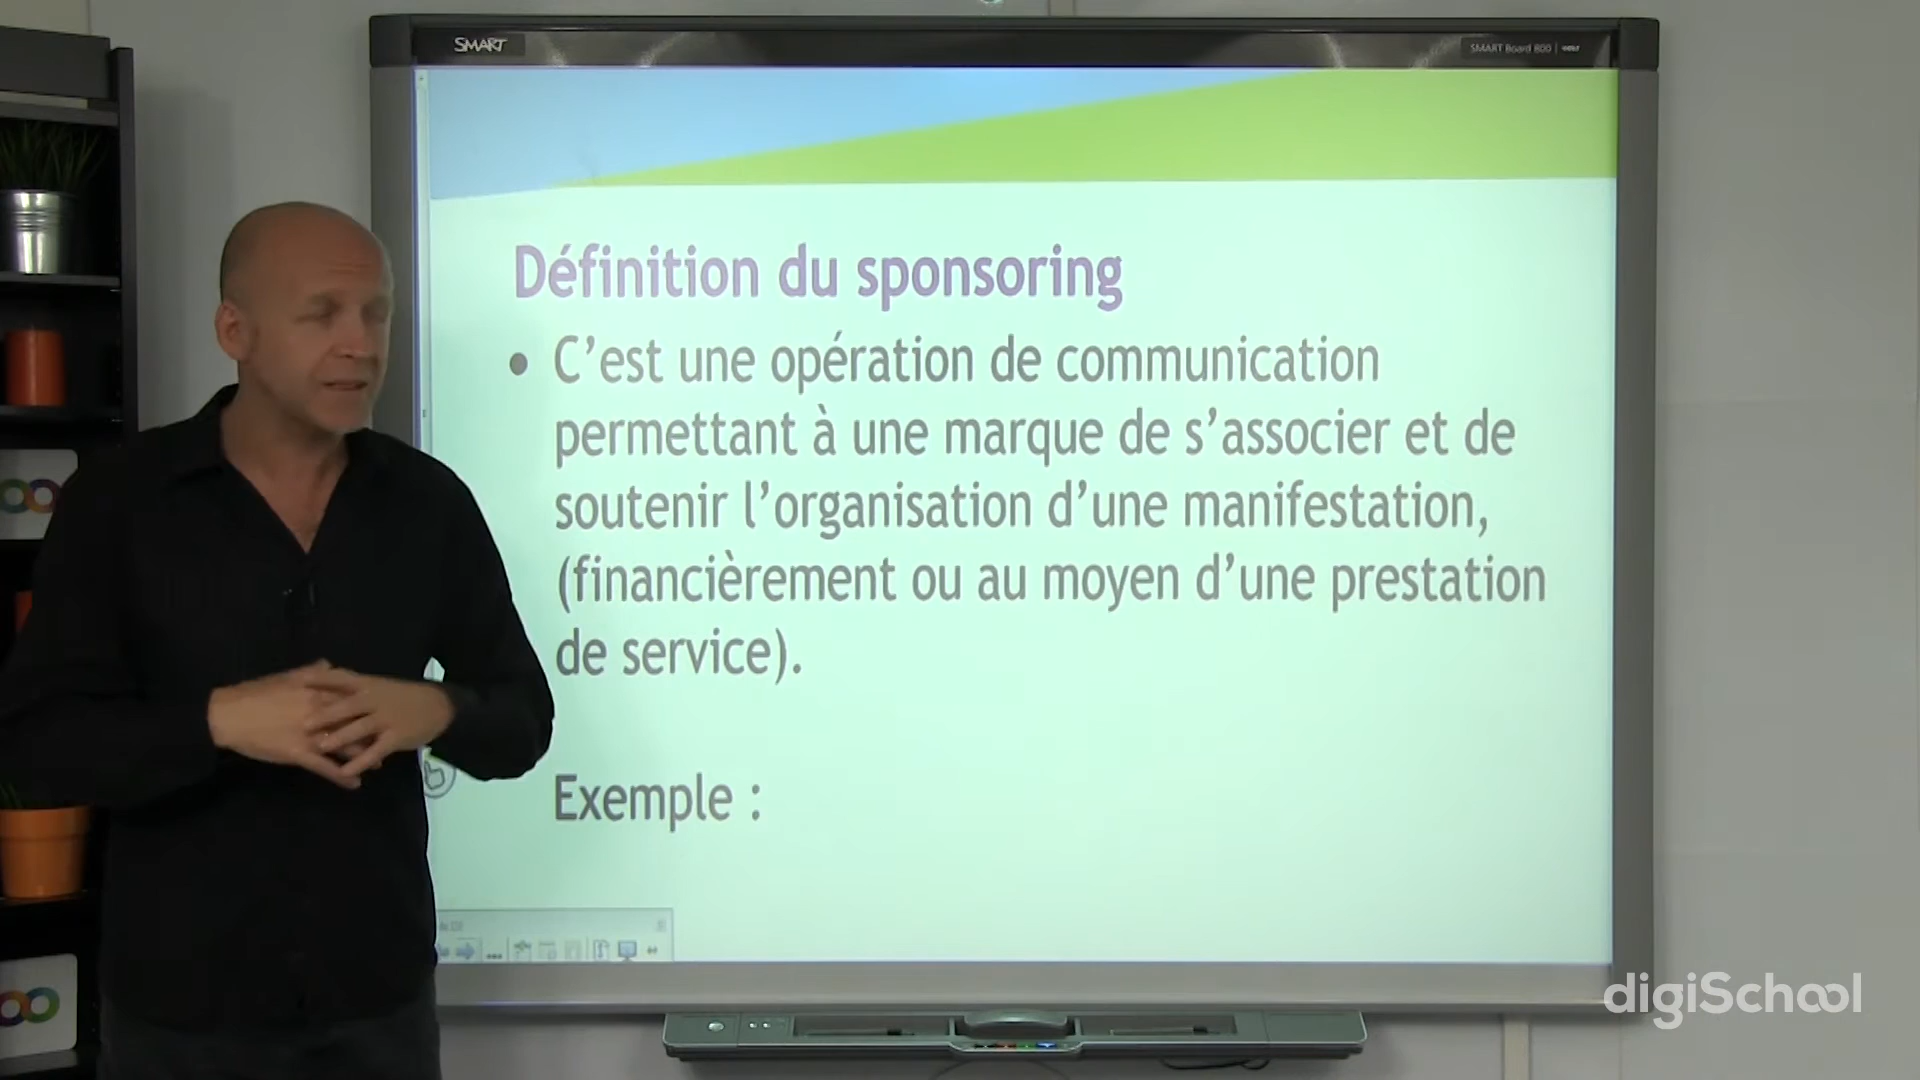 SMART
SMART Board 800
Définition du sponsoring
• C’est une opération de communication
permettant à une marque de s’associer et de
soutenir l’organisation d’une manifestation,
(financièrement ou au moyen d’une prestation
de service).
Exemple :
digiSchool